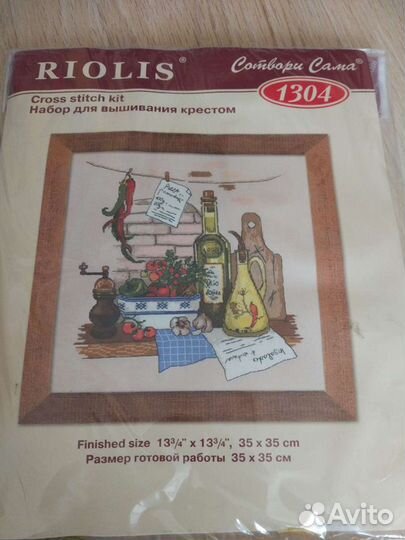 RIOLIS®
Сотвори Сама®
1304
Cross stitch kit
Набор для вышивания крестом
Finished size 13³/₄" x 13³/₄", 35 x 35 cm
Размер готовой работы 35 x 35 см
Avito